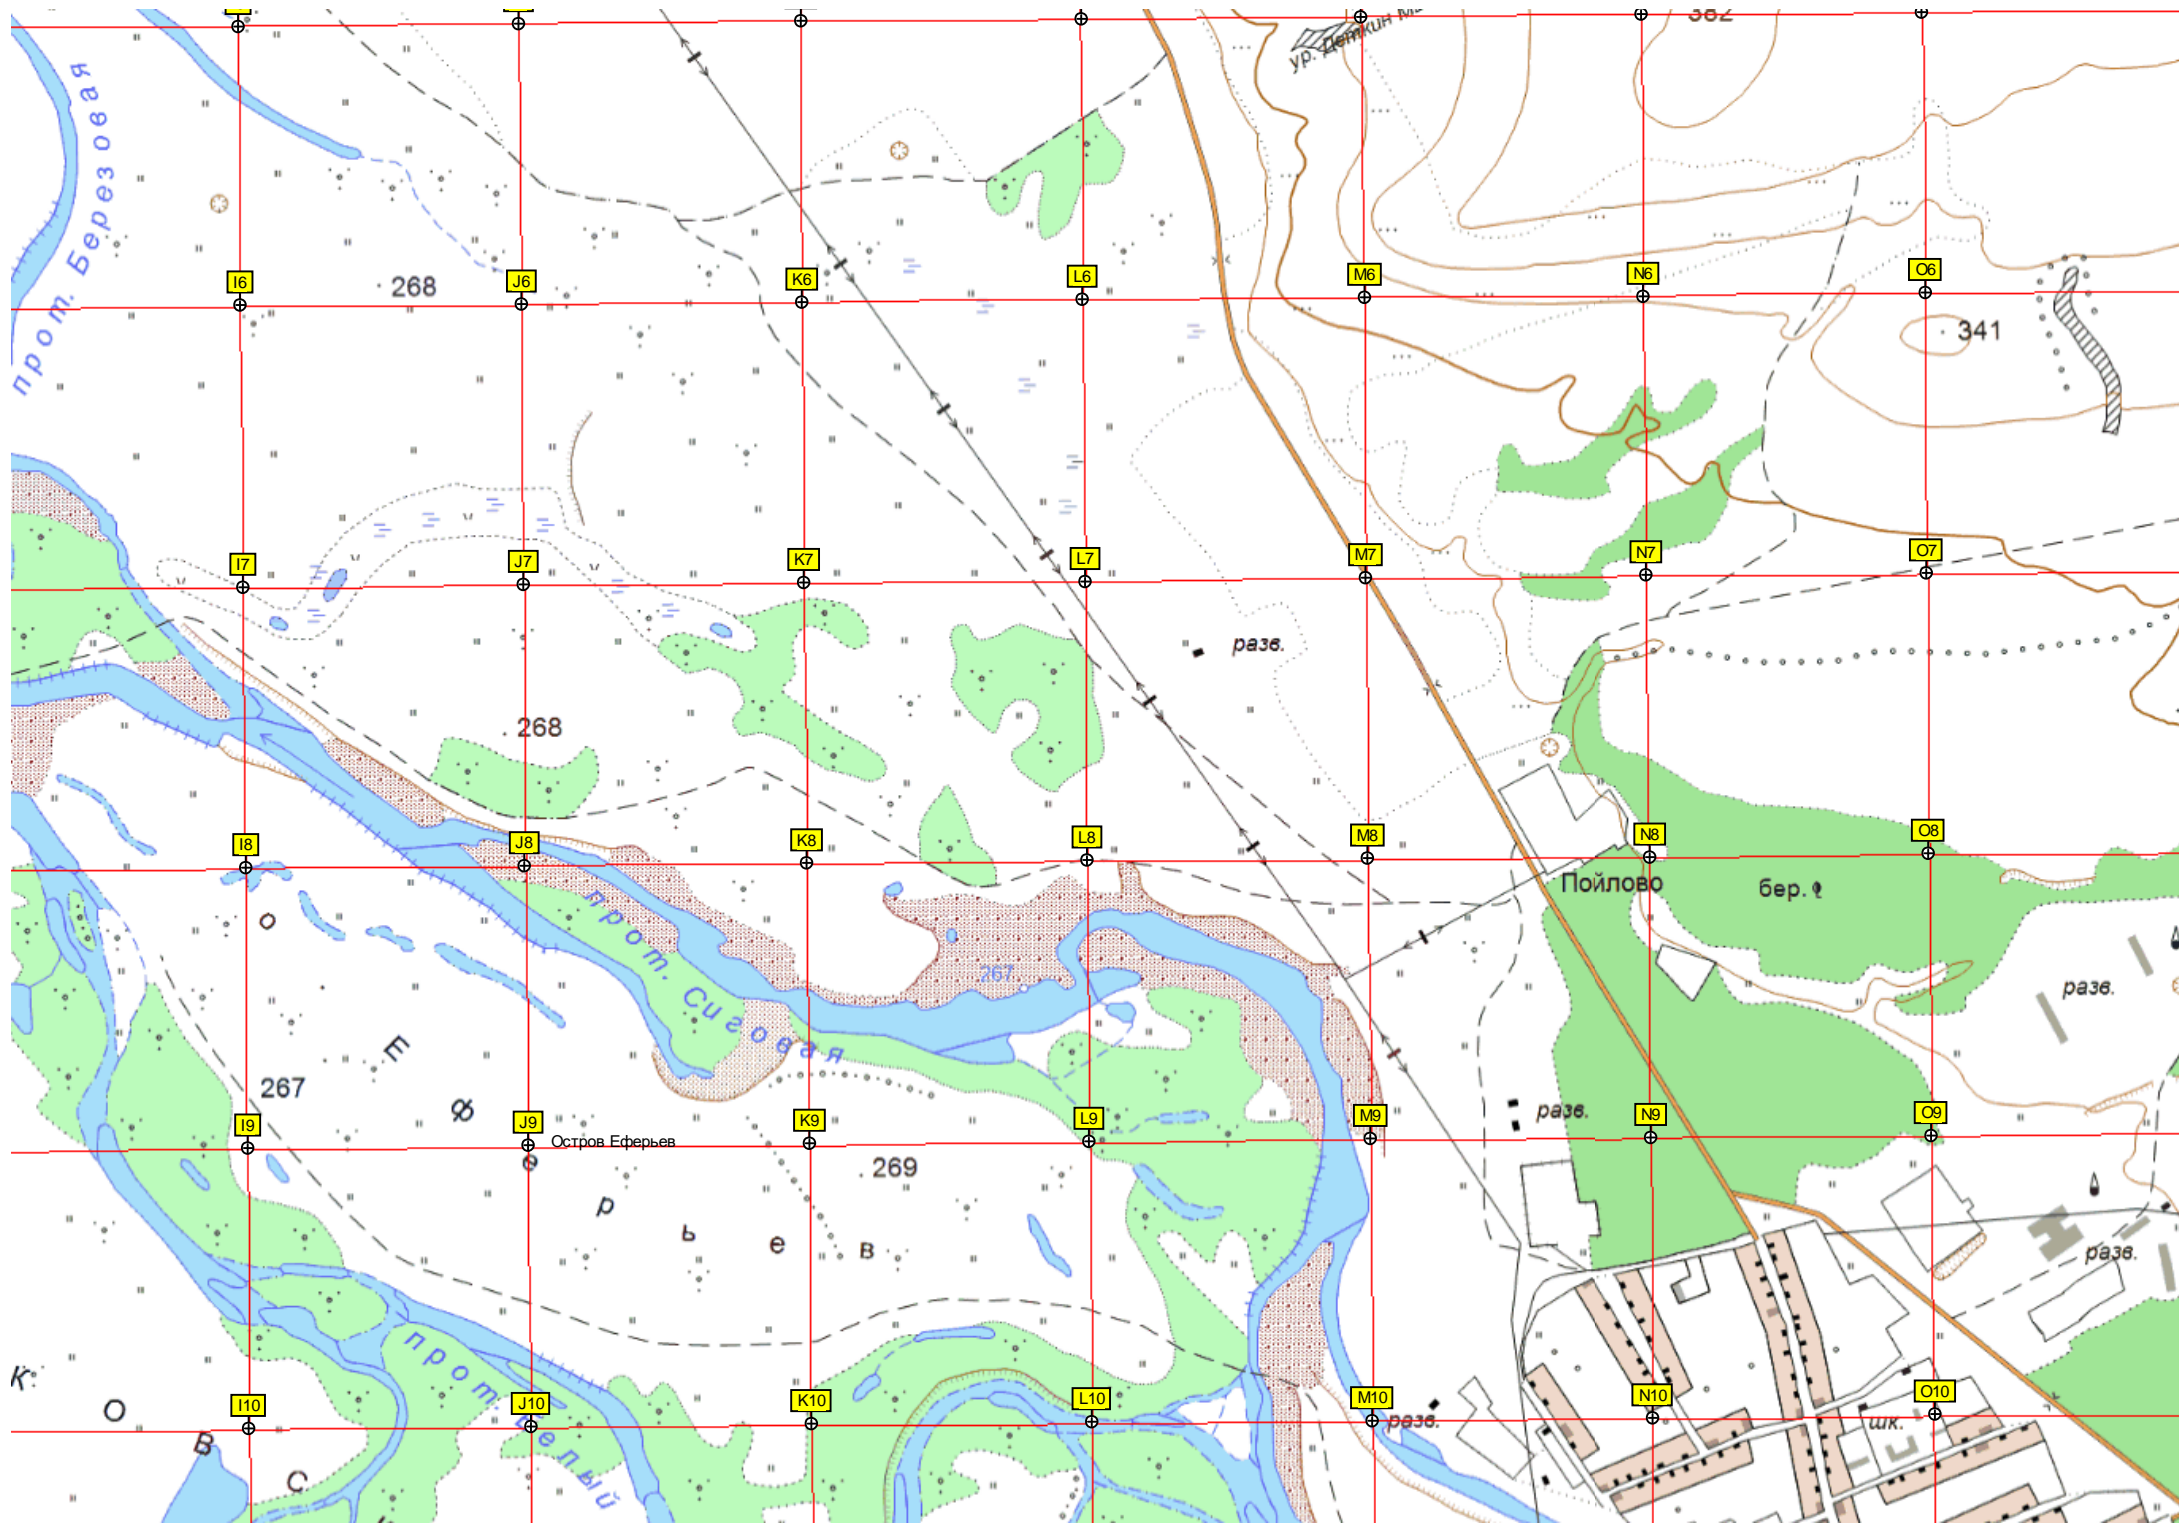 382
ур. Деткин
прот. Березовая
268
I6
J6
K6
L6
M6
N6
O6
341
I7
J7
K7
L7
M7
N7
O7
разв.
268
I8
J8
K8
L8
M8
N8
O8
Пойлово
бер.
прот. Сиговая
267
разв.
267
I9
J9
K9
L9
M9
N9
O9
разв.
Остров Еферьев
О Е ф е р ь е в
269
разв.
прот. Белый
К О В С
I10
J10
K10
L10
M10
N10
O10
разв.
шк.